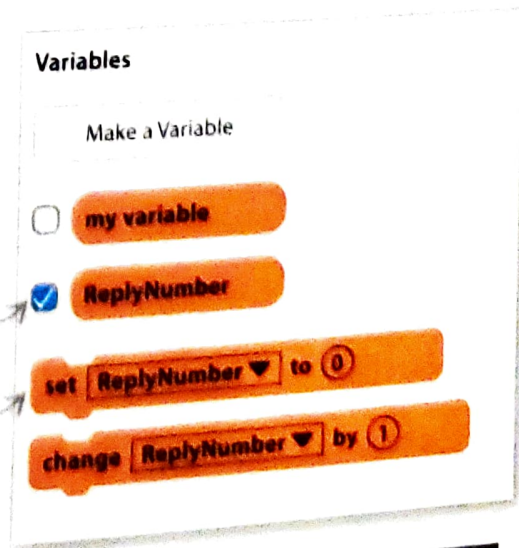 Variables
Make a Variable
my variable
ReplyNumber
set ReplyNumber to 0
change ReplyNumber by 1